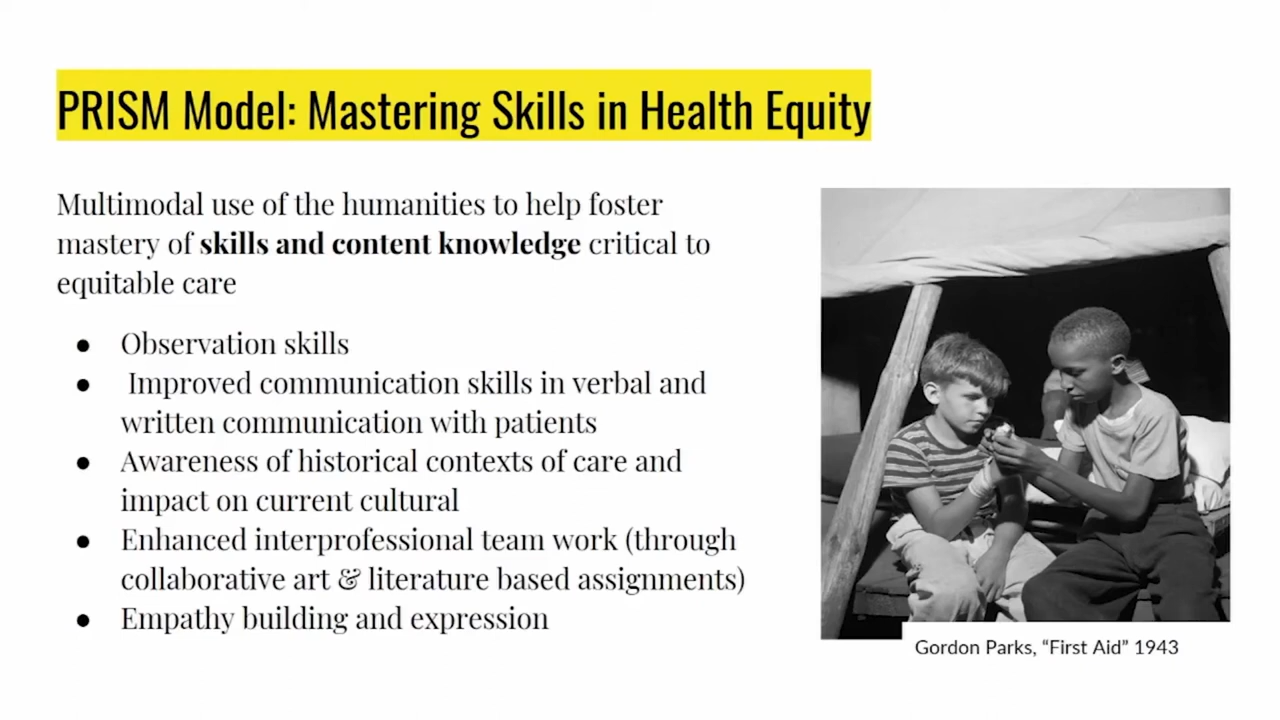 PRISM Model: Mastering Skills in Health Equity
Multimodal use of the humanities to help foster
mastery of skills and content knowledge critical to
equitable care
● Observation skills
● Improved communication skills in verbal and
written communication with patients
● Awareness of historical contexts of care and
impact on current cultural
● Enhanced interprofessional team work (through
collaborative art & literature based assignments)
● Empathy building and expression
Gordon Parks, “First Aid” 1943